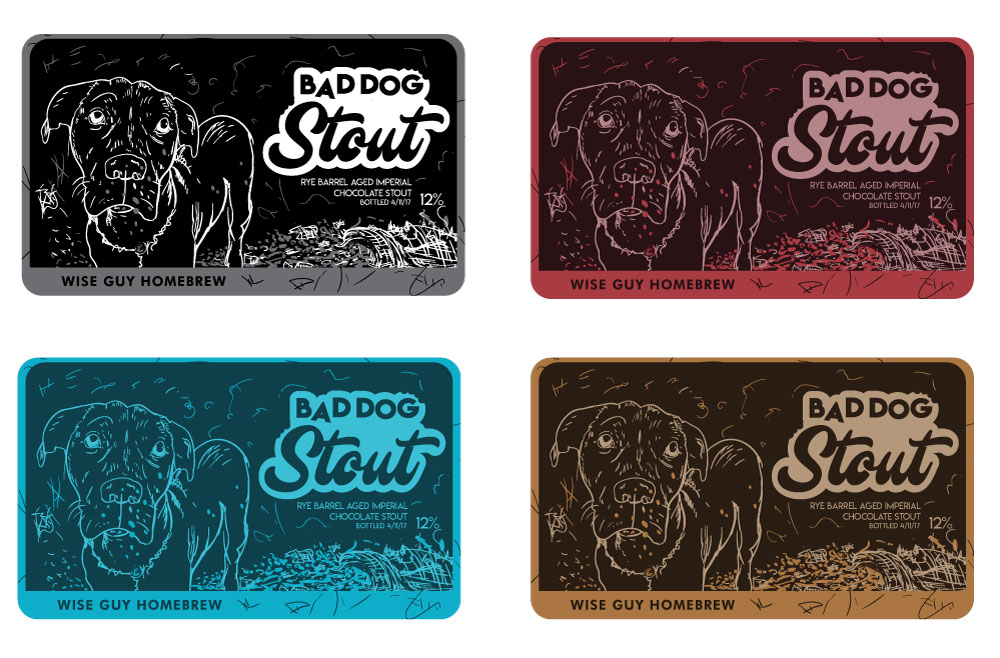 BAD DOG
Stout
RYE BARREL AGED IMPERIAL
CHOCOLATE STOUT
BOTTLED 4/11/17
12%
WISE GUY HOMEBREW
BAD DOG
Stout
RYE BARREL AGED IMPERIAL
CHOCOLATE STOUT
BOTTLED 4/11/17
12%
WISE GUY HOMEBREW
BAD DOG
Stout
RYE BARREL AGED IMPERIAL
CHOCOLATE STOUT
BOTTLED 4/11/17
12%
WISE GUY HOMEBREW
BAD DOG
Stout
RYE BARREL AGED IMPERIAL
CHOCOLATE STOUT
BOTTLED 4/11/17
12%
WISE GUY HOMEBREW